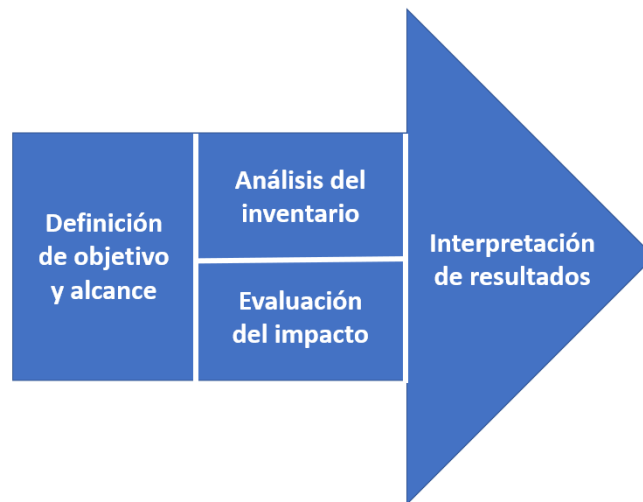 Definición
de objetivo
y alcance
Análisis del
inventario
Evaluación
del impacto
Interpretación
de resultados